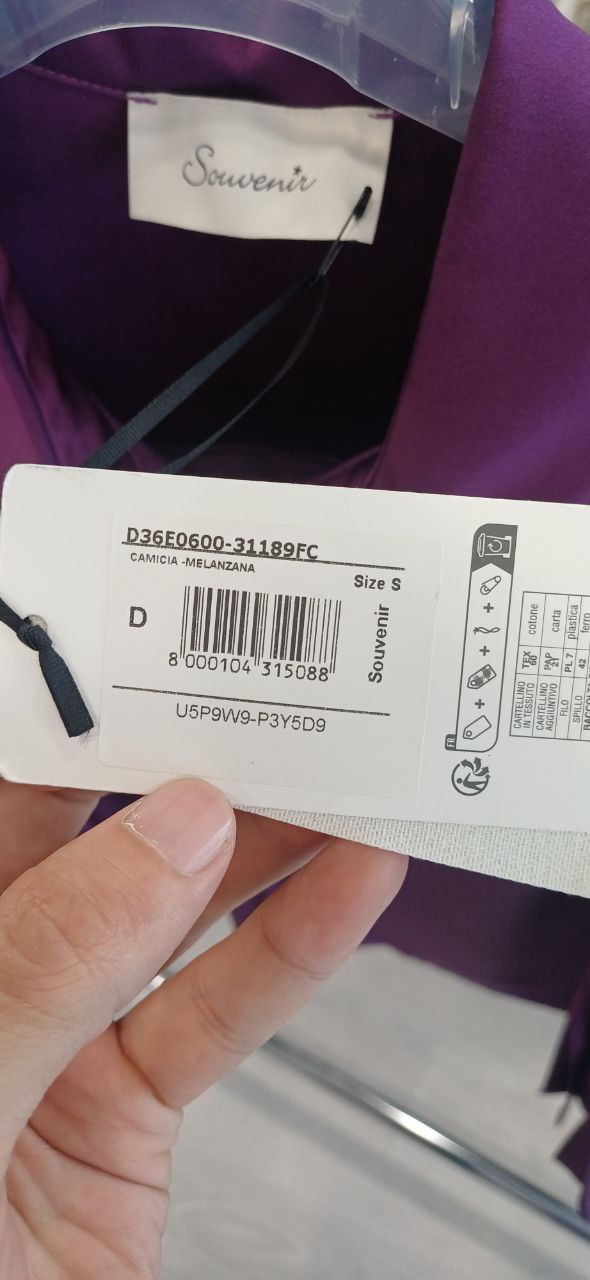 Souvenir
D36E0600-31189FC
CAMICIA -MELANZANA
Size S
D
8 000104 315088
Souvenir
U5P9W9-P3Y5D9
FR
CARTELLINO IN TESSUTO TEX 60 cotone
CARTELLINO AGGIUNTIVO PAP 21 carta
FILO PL 7 plastica
SPILLO 42 ferro